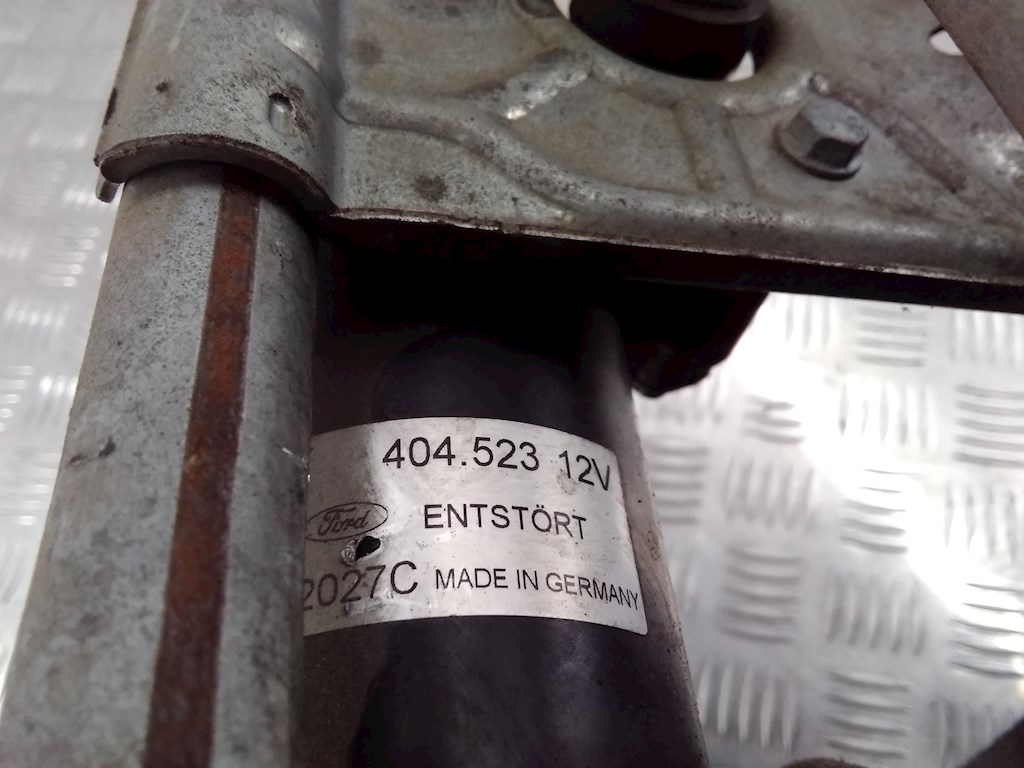 404.523 12V
Ford ENTSTÖRT
2027C MADE IN GERMANY